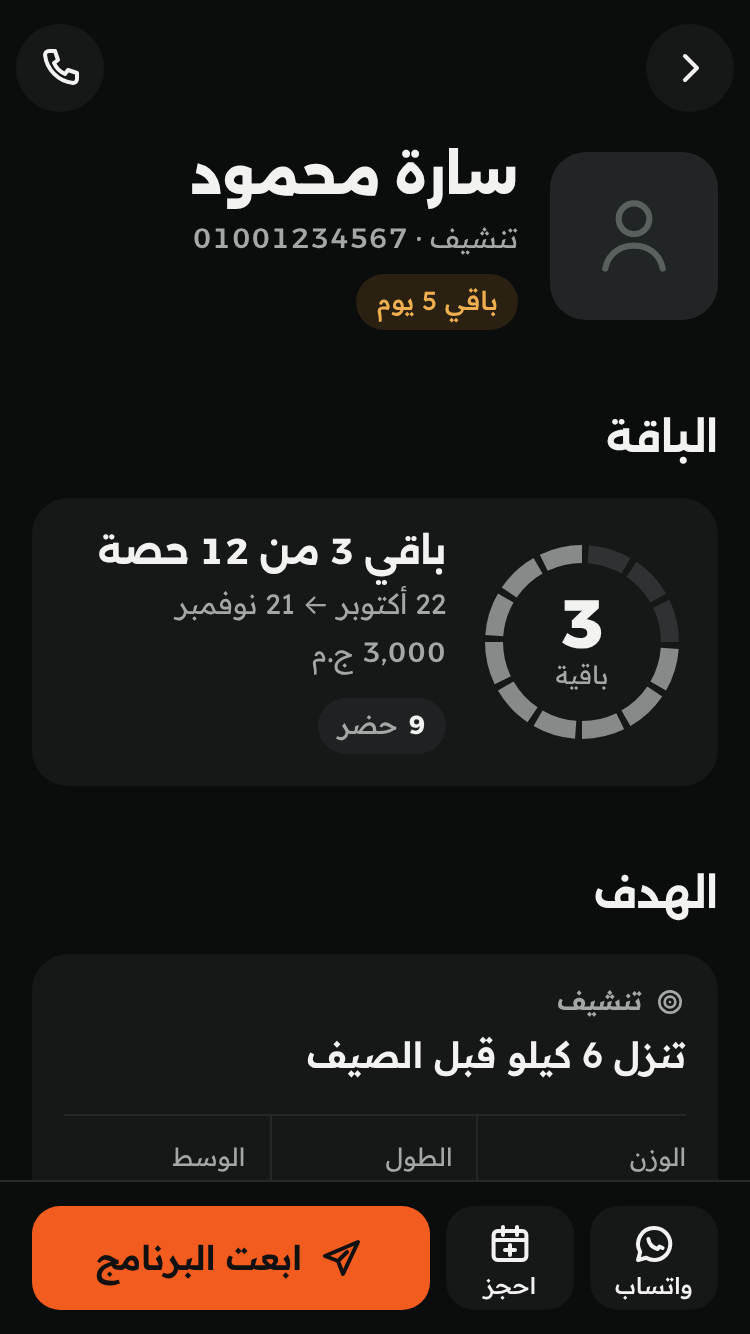 سارة محمود
تنشيف · 01001234567
باقي 5 يوم
الباقة
3
باقية
باقي 3 من 12 حصة
22 أكتوبر ← 21 نوفمبر
3,000 ج.م
9 حضر
الهدف
تنشيف
تنزل 6 كيلو قبل الصيف
الوزن
الطول
الوسط
واتساب
احجز
ابعت البرنامج